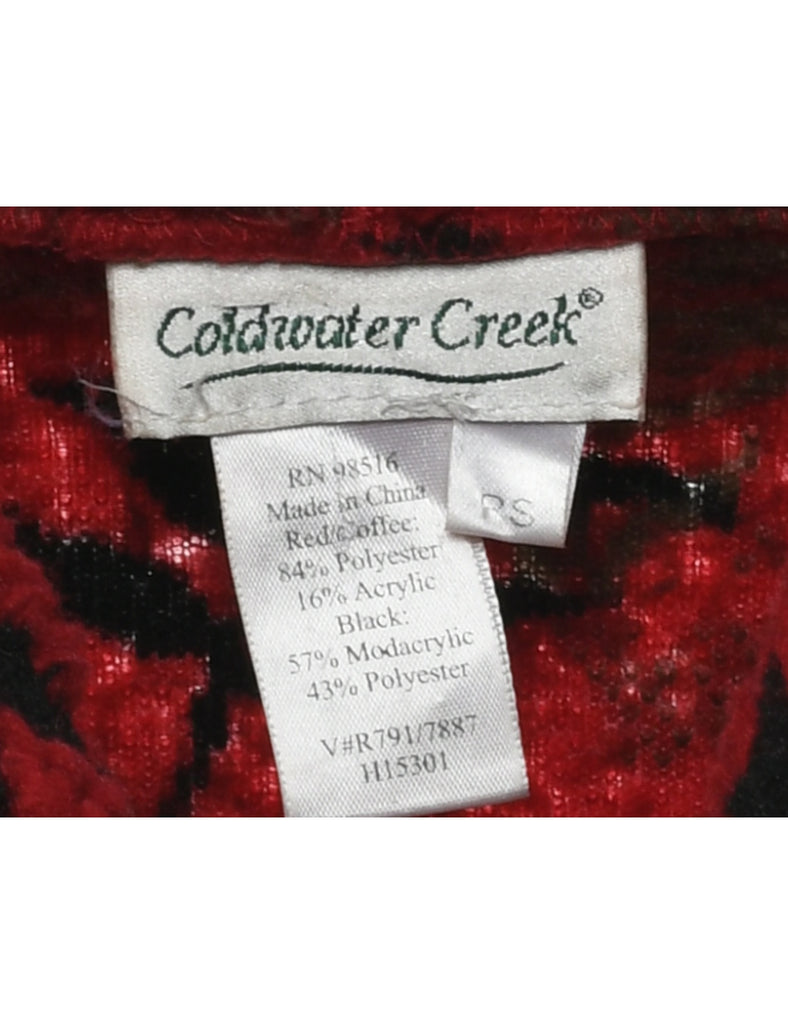 Coldwater Creek®
RN 98516
Made in China
Red/Coffee:
84% Polyester
16% Acrylic
Black:
57% Modacrylic
43% Polyester
V#R791/7887
H15301
PS